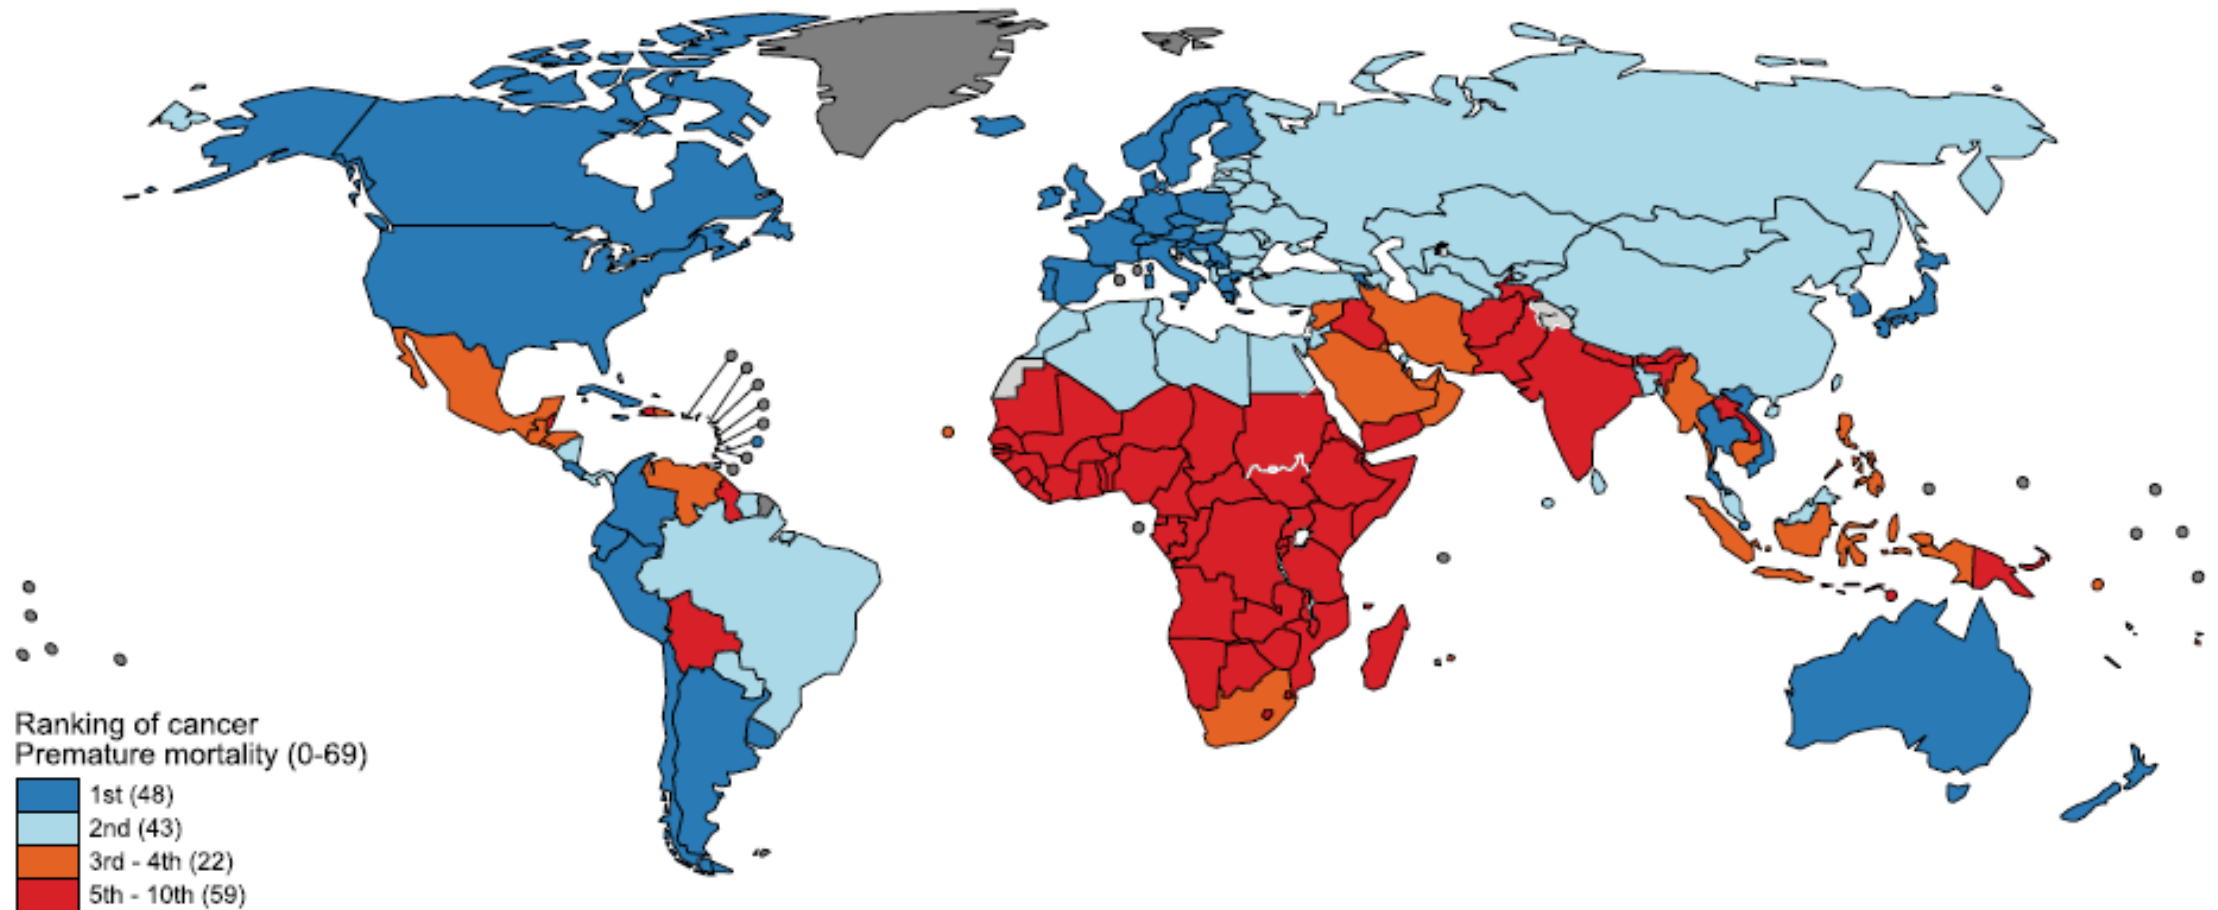 Ranking of cancer
Premature mortality (0-69)
1st (48)
2nd (43)
3rd - 4th (22)
5th - 10th (59)